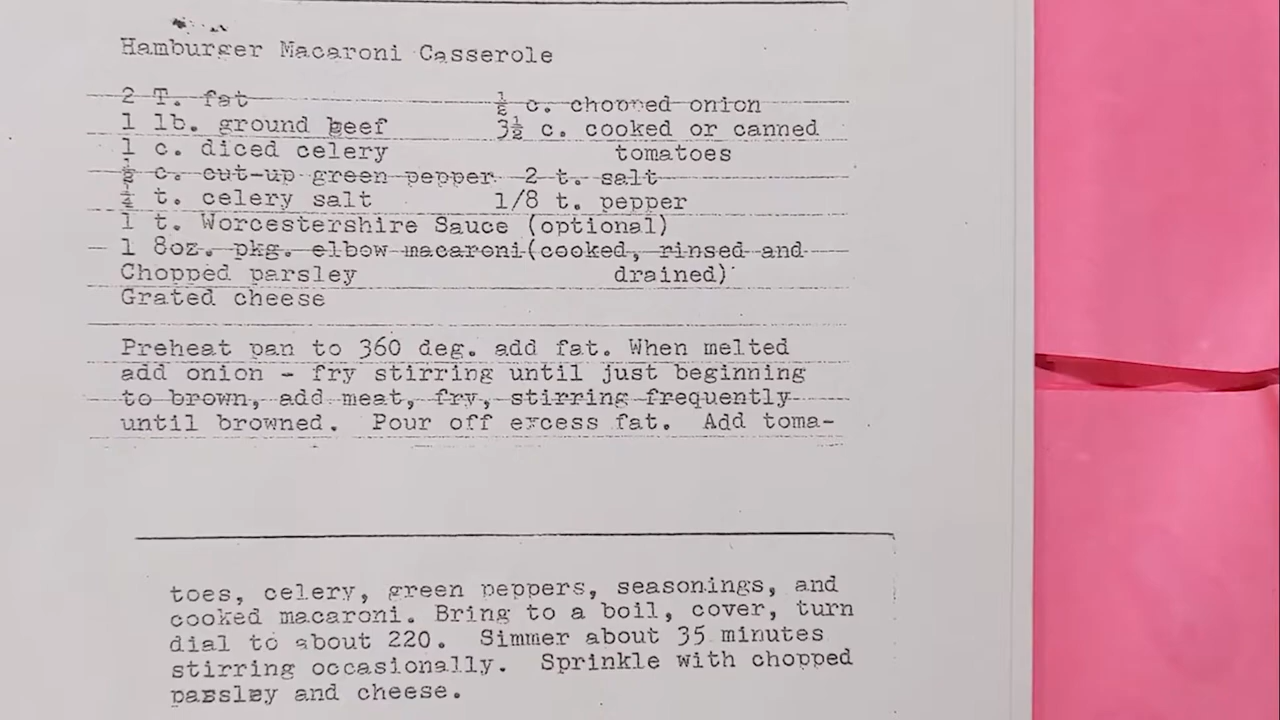 Hamburger Macaroni Casserole
2 T. fat ½ c. chopped onion
1 lb. ground beef 3½ c. cooked or canned
1 c. diced celery tomatoes
½ c. cut-up green pepper 2 t. salt
¼ t. celery salt 1/8 t. pepper
1 t. Worcestershire Sauce (optional)
1 8oz. pkg. elbow macaroni(cooked, rinsed and
Chopped parsley drained)
Grated cheese
Preheat pan to 360 deg. add fat. When melted
add onion - fry stirring until just beginning
to brown, add meat, fry, stirring frequently
until browned. Pour off excess fat. Add toma-
toes, celery, green peppers, seasonings, and
cooked macaroni. Bring to a boil, cover, turn
dial to about 220. Simmer about 35 minutes
stirring occasionally. Sprinkle with chopped
parsley and cheese.